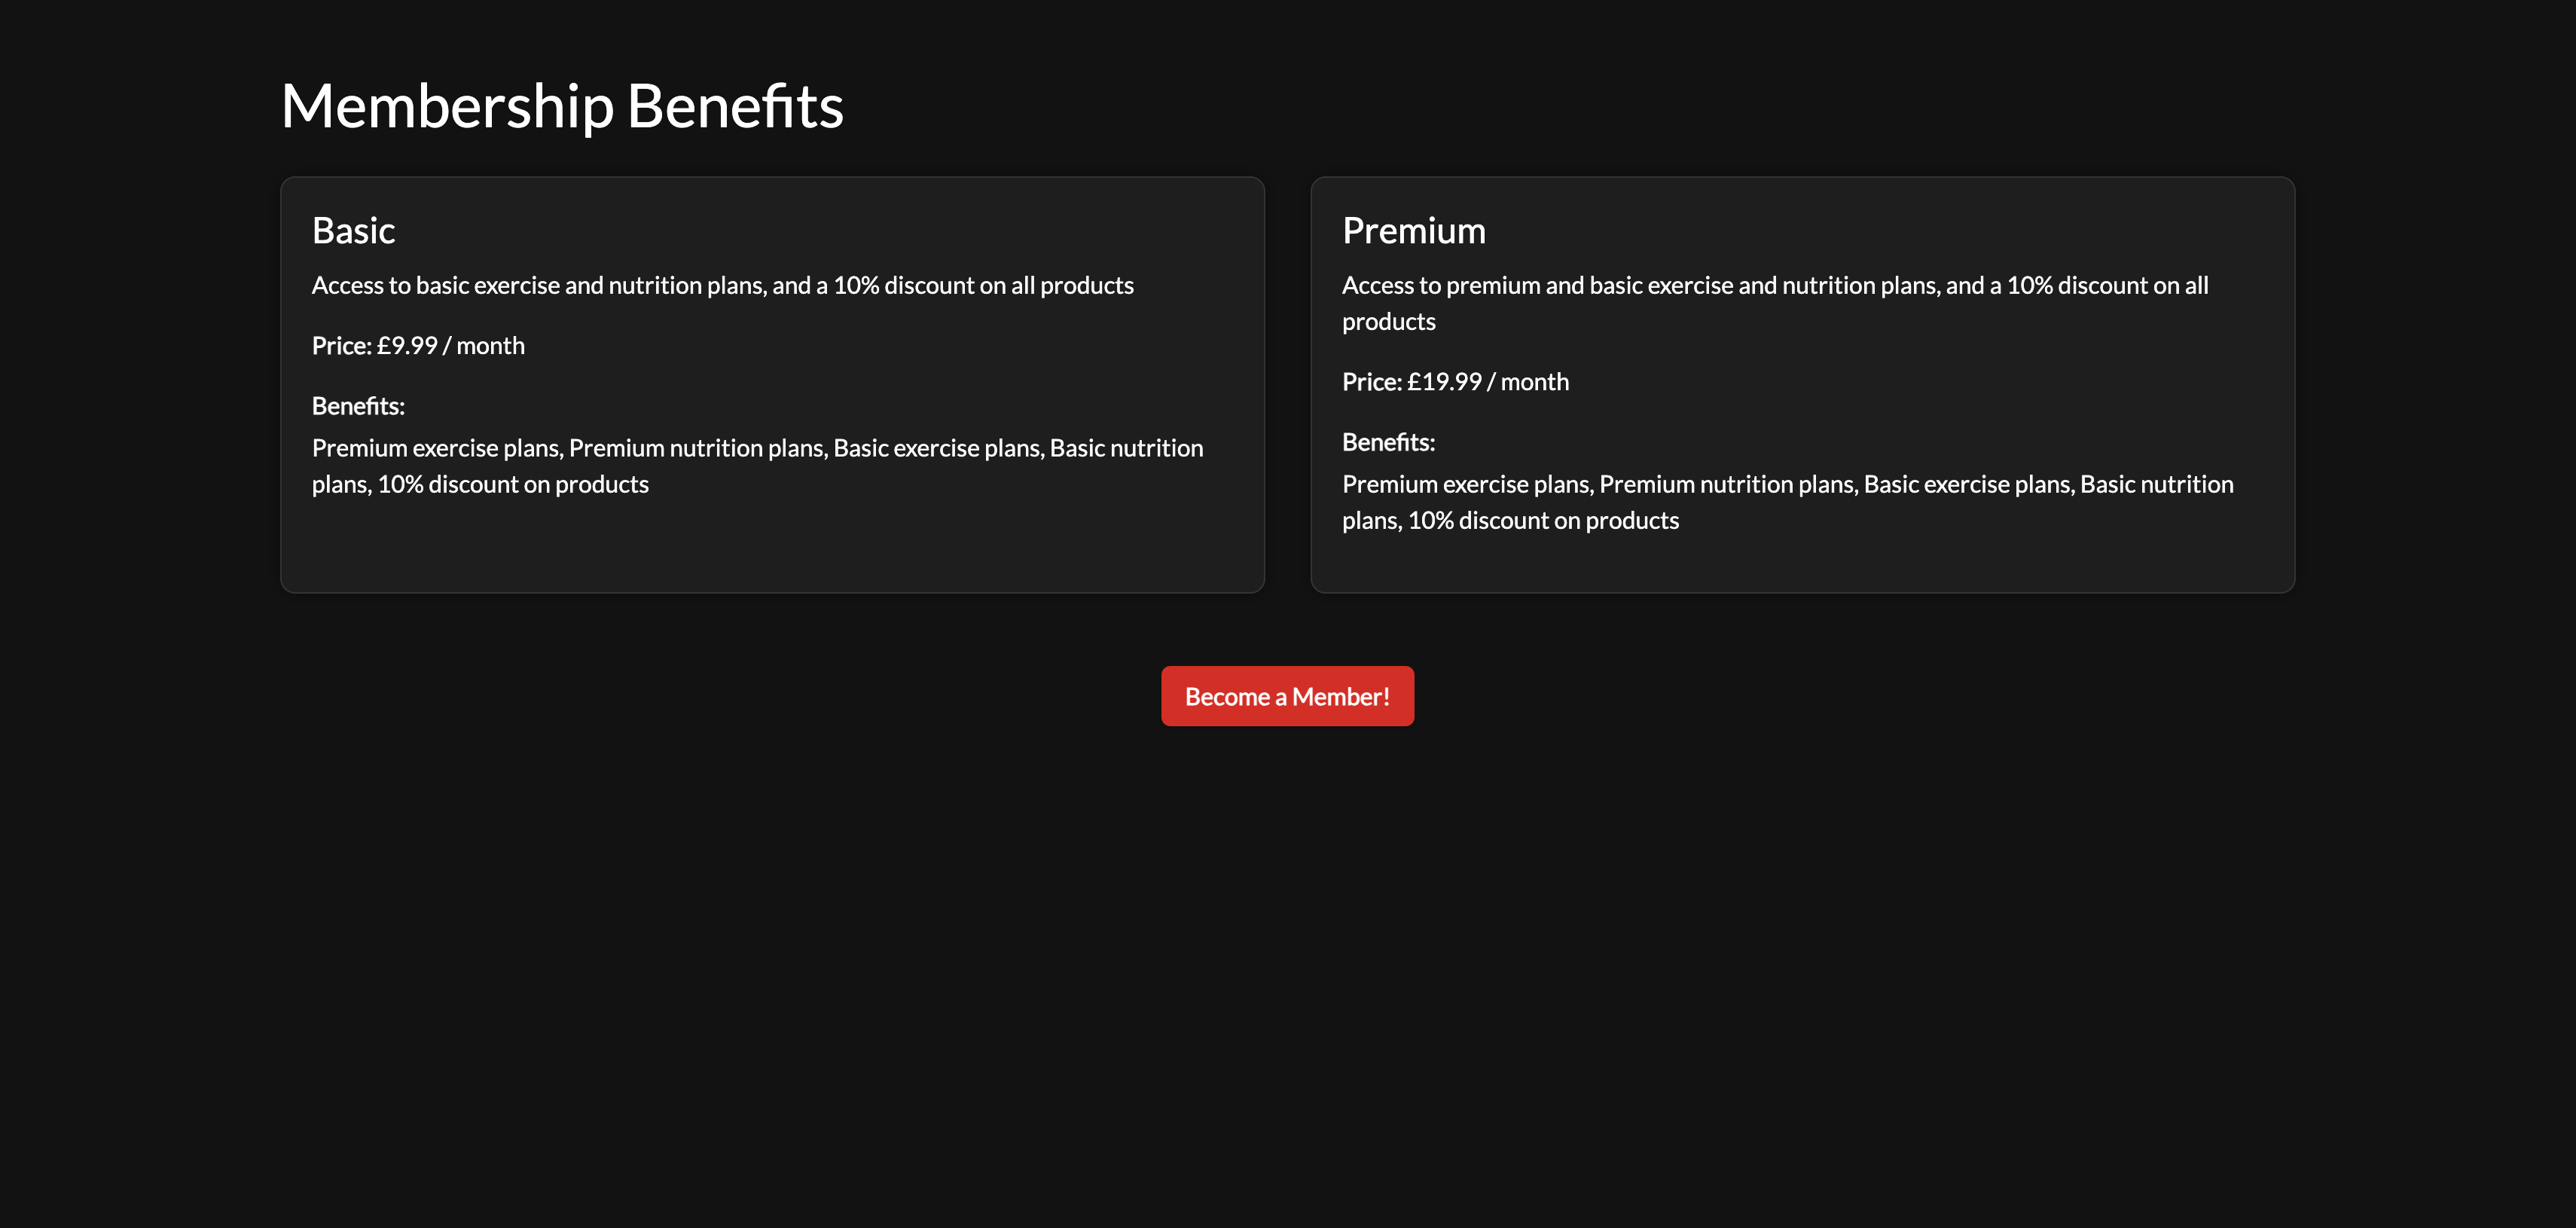 Membership Benefits
Basic
Access to basic exercise and nutrition plans, and a 10% discount on all products
Price: £9.99 / month
Benefits:
Premium exercise plans, Premium nutrition plans, Basic exercise plans, Basic nutrition
plans, 10% discount on products
Premium
Access to premium and basic exercise and nutrition plans, and a 10% discount on all
products
Price: £19.99 / month
Benefits:
Premium exercise plans, Premium nutrition plans, Basic exercise plans, Basic nutrition
plans, 10% discount on products
Become a Member!